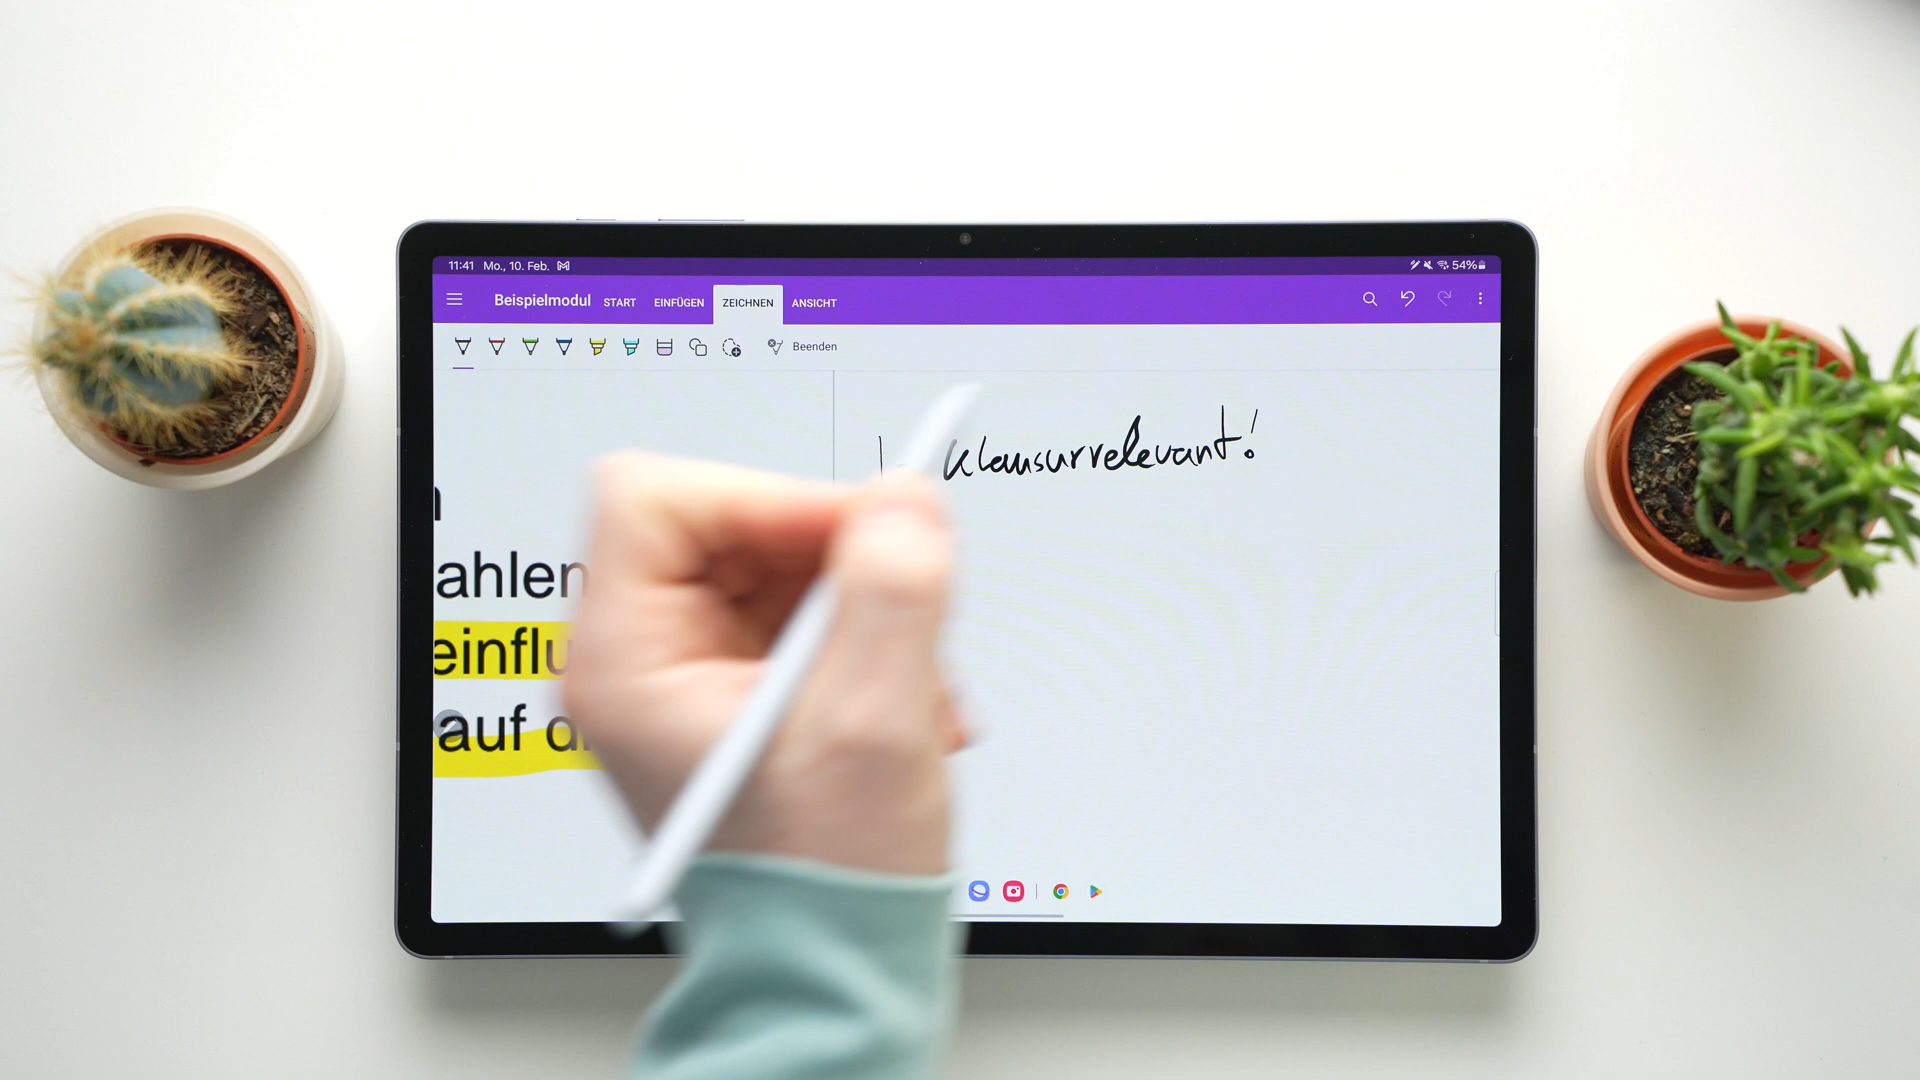 11:41 Mo., 10. Feb. 54%
Beispielmodul START EINFÜGEN ZEICHNEN ANSICHT
Beenden
Klausurrelevant!
ahlen
einflu
auf d